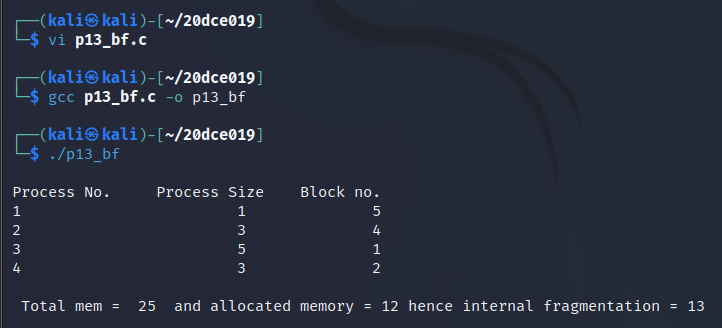 ┌──(kali㉿kali)-[~/20dce019]
└─$ vi p13_bf.c
┌──(kali㉿kali)-[~/20dce019]
└─$ gcc p13_bf.c -o p13_bf
┌──(kali㉿kali)-[~/20dce019]
└─$ ./p13_bf
Process No. Process Size Block no.
1 1 5
2 3 4
3 5 1
4 3 2
Total mem = 25 and allocated memory = 12 hence internal fragmentation = 13